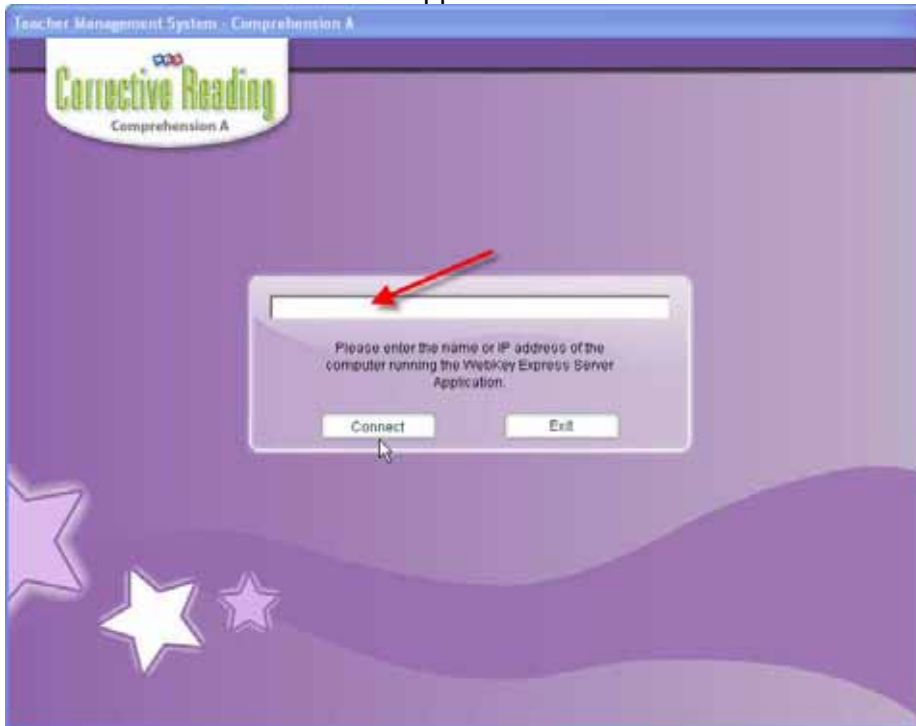 Teacher Management System - Comprehension A
Corrective Reading
Comprehension A
Please enter the name or IP address of the
computer running the WebKey Express Server
Application.
Connect
Exit